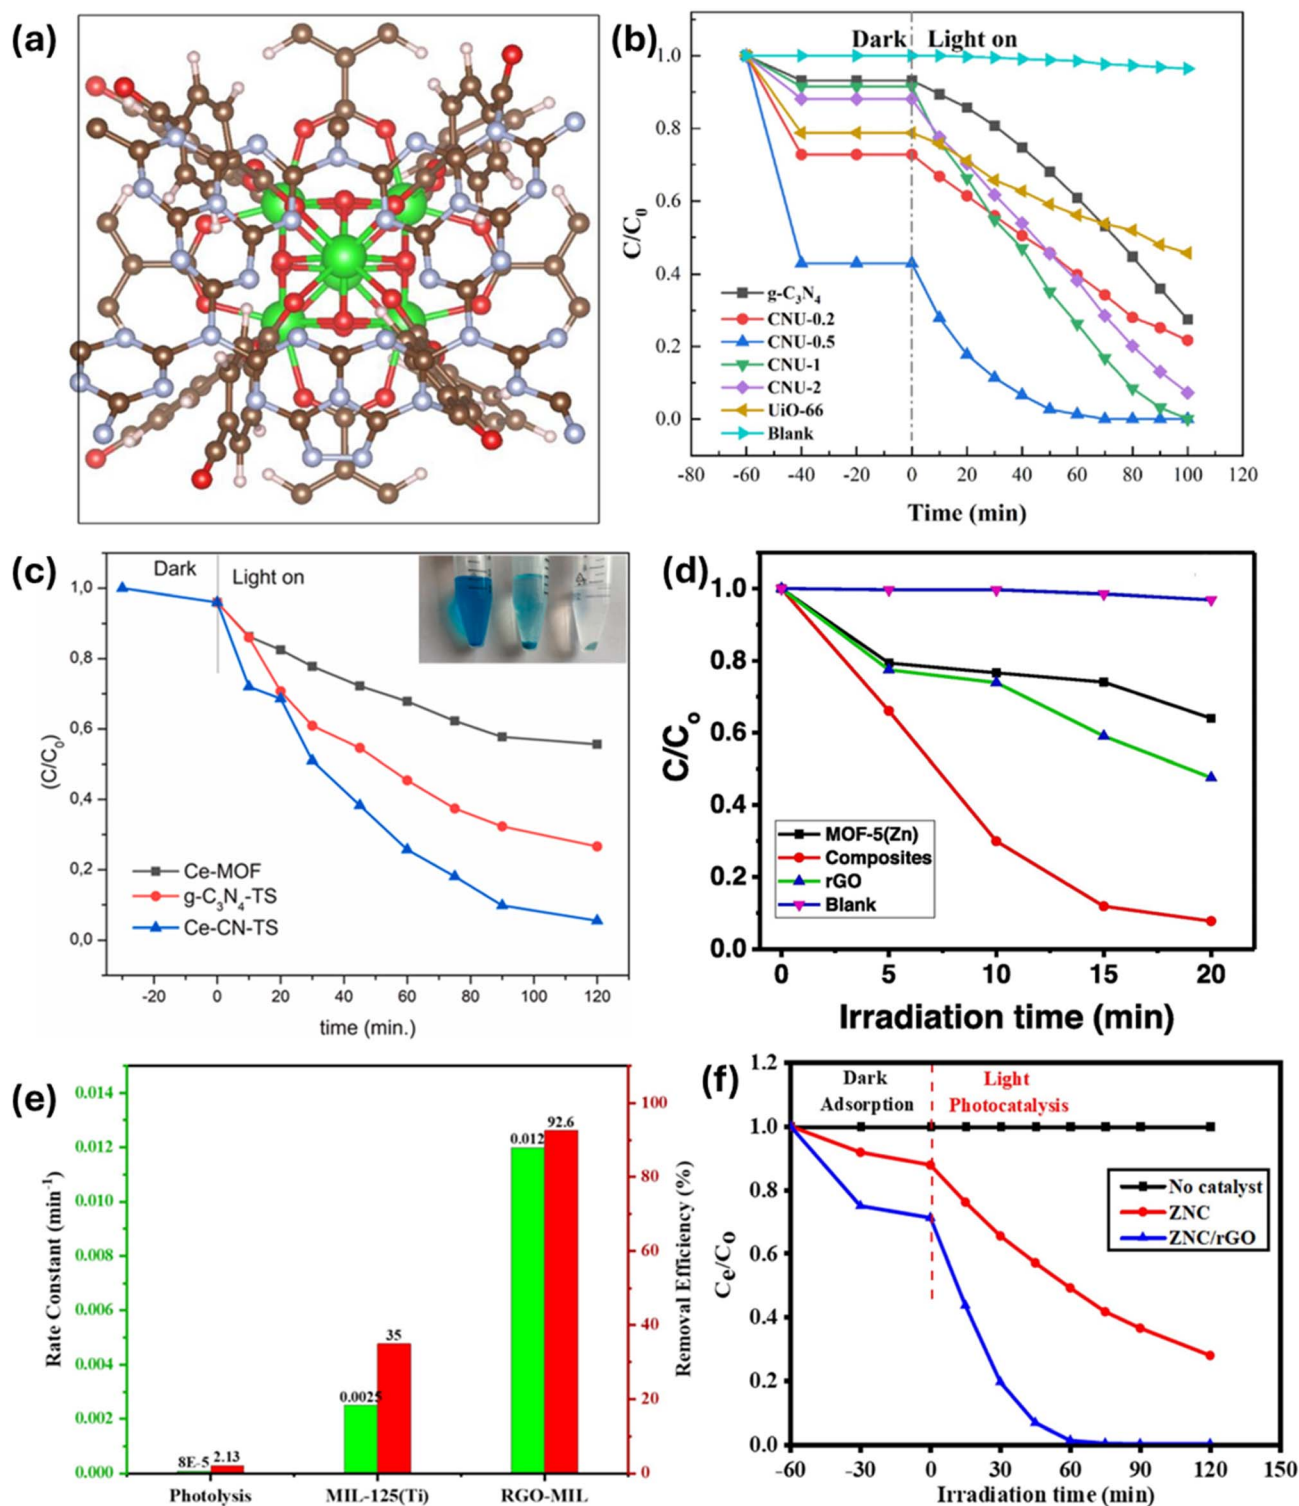 (a)
(b)
Dark Light on
C/C0
1.0
0.8
0.6
0.4
0.2
0.0
g-C3N4
CNU-0.2
CNU-0.5
CNU-1
CNU-2
UiO-66
Blank
-80 -60 -40 -20 0 20 40 60 80 100 120
Time (min)
(c)
Dark Light on
(C/C0)
1,0
0,8
0,6
0,4
0,2
0,0
Ce-MOF
g-C3N4-TS
Ce-CN-TS
-20 0 20 40 60 80 100 120
time (min.)
(d)
C/Co
1.0
0.8
0.6
0.4
0.2
0.0
MOF-5(Zn)
Composites
rGO
Blank
0 5 10 15 20
Irradiation time (min)
(e)
Rate Constant (min-1)
0.014
0.012
0.010
0.008
0.006
0.004
0.002
0.000
8E-5 2.13
0.0025 35
0.012 92.6
Photolysis MIL-125(Ti) RGO-MIL
100
80
60
40
20
0
Removal Efficiency (%)
(f)
Dark
Adsorption
Light
Photocatalysis
Ce/Co
1.2
1.0
0.8
0.6
0.4
0.2
0.0
No catalyst
ZNC
ZNC/rGO
-60 -30 0 30 60 90 120 150
Irradiation time (min)